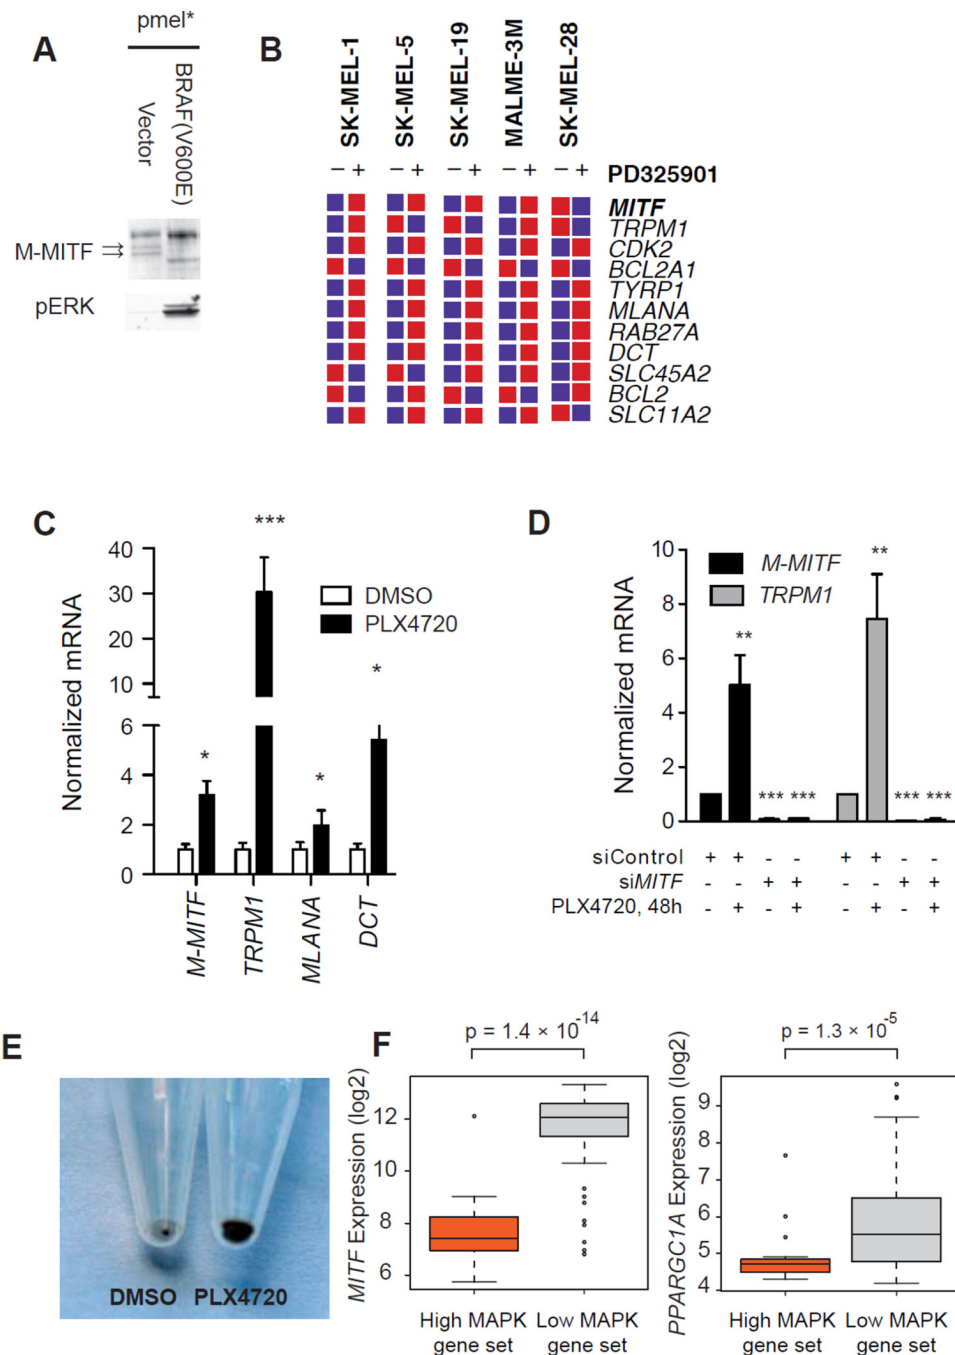 A
pmel*
Vector
BRAF(V600E)
M-MITF
pERK
B
SK-MEL-1
SK-MEL-5
SK-MEL-19
MALME-3M
SK-MEL-28
– + – + – + – + – + PD325901
MITF
TRPM1
CDK2
BCL2A1
TYRP1
MLANA
RAB27A
DCT
SLC45A2
BCL2
SLC11A2
C
Normalized mRNA
40
30
20
10
6
4
2
0
***
*
*
*
DMSO
PLX4720
M-MITF
TRPM1
MLANA
DCT
D
Normalized mRNA
10
8
6
4
2
0
M-MITF
TRPM1
**
**
*** ***
*** ***
siControl + + - - + + - -
siMITF - - + + - - + +
PLX4720, 48h - + - + - + - +
E
DMSO PLX4720
F
p = 1.4 × 10-14
MITF Expression (log2)
12
10
8
6
High MAPK gene set
Low MAPK gene set
p = 1.3 × 10-5
PPARGC1A Expression (log2)
9
8
7
6
5
4
High MAPK gene set
Low MAPK gene set